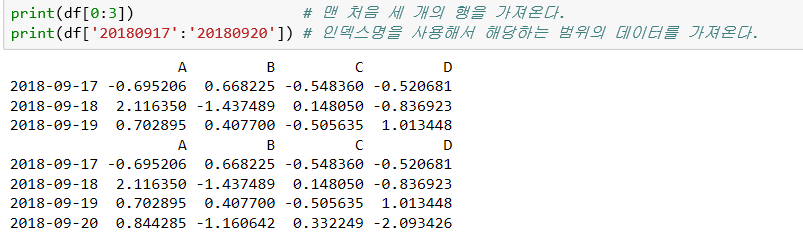 print(df[0:3])                    # 맨 처음 세 개의 행을 가져온다.
print(df['20180917':'20180920']) # 인덱스명을 사용해서 해당하는 범위의 데이터를 가져온다.
                   A         B         C         D
2018-09-17 -0.695206  0.668225 -0.548360 -0.520681
2018-09-18  2.116350 -1.437489  0.148050 -0.836923
2018-09-19  0.702895  0.407700 -0.505635  1.013448
                   A         B         C         D
2018-09-17 -0.695206  0.668225 -0.548360 -0.520681
2018-09-18  2.116350 -1.437489  0.148050 -0.836923
2018-09-19  0.702895  0.407700 -0.505635  1.013448
2018-09-20  0.844285 -1.160642  0.332249 -2.093426